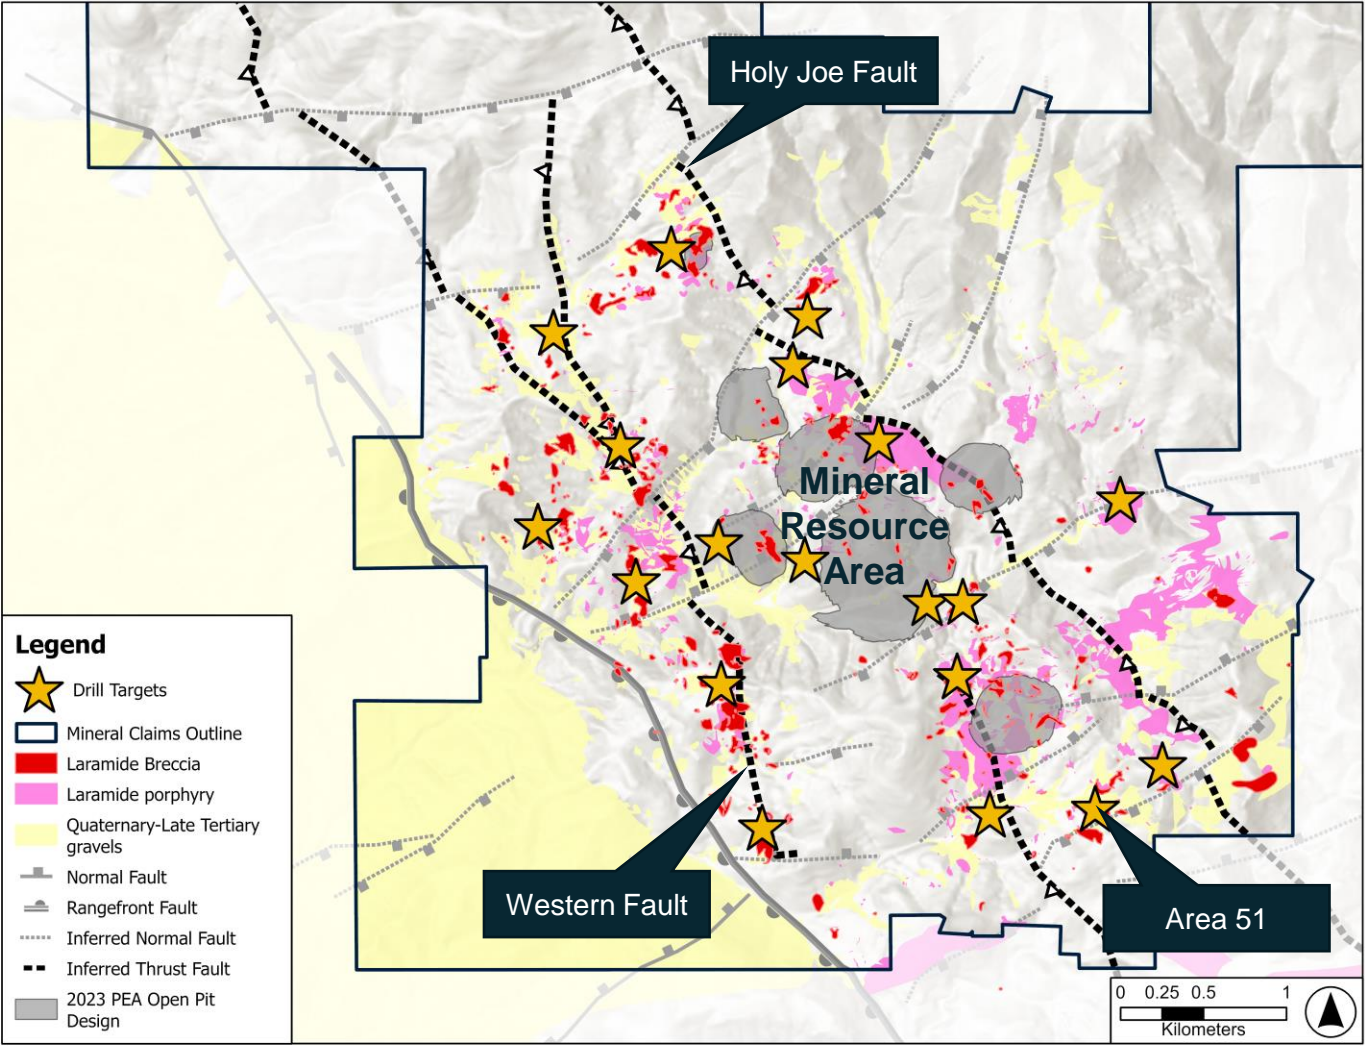 Holy Joe Fault
Mineral
Resource
Area
Western Fault
Area 51
Legend
Drill Targets
Mineral Claims Outline
Laramide Breccia
Laramide porphyry
Quaternary-Late Tertiary
gravels
Normal Fault
Rangefront Fault
Inferred Normal Fault
Inferred Thrust Fault
2023 PEA Open Pit
Design
0 0.25 0.5 1
Kilometers